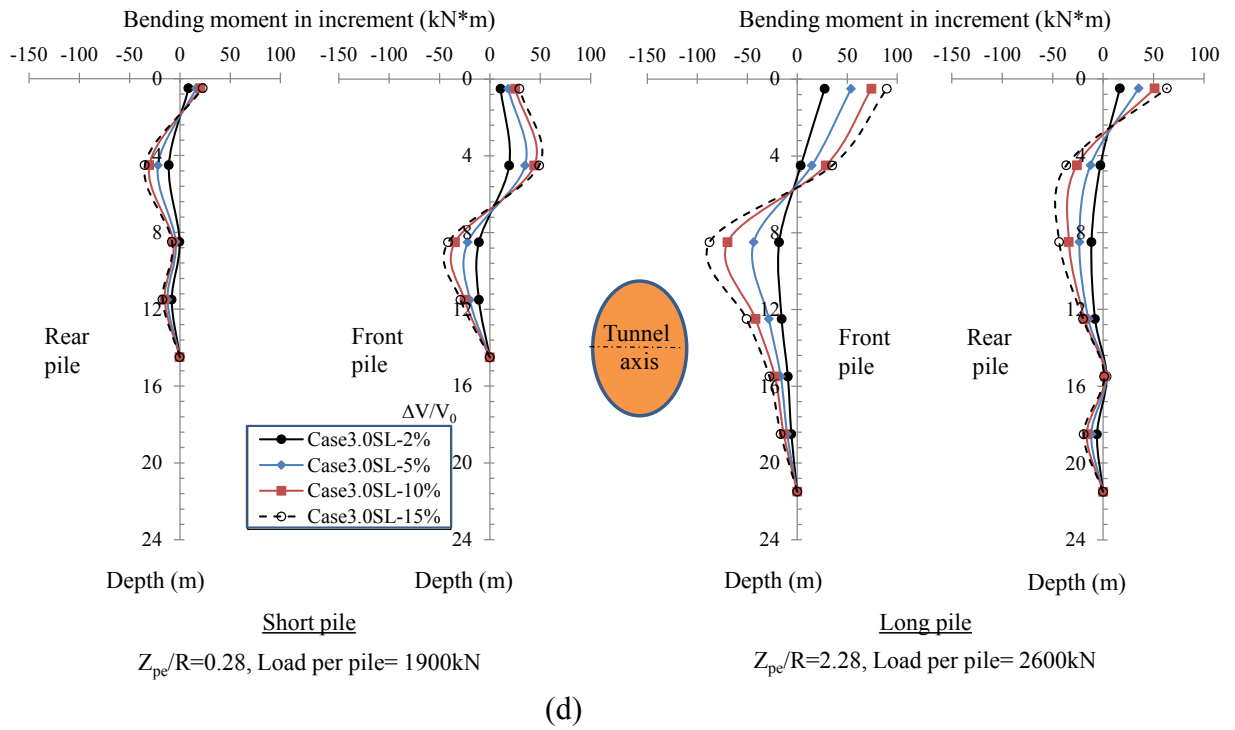 Bending moment in increment (kN*m)
Bending moment in increment (kN*m)
-150 -100 -50 0 50 100
-150 -100 -50 0 50 100
-150 -100 -50 0 50 100
-150 -100 -50 0 50 100
0 0 0 0
4 4 4 4
8 8 8 8
12 12 12 12
Rear
pile
Front
pile
Tunnel
axis
Front
pile
Rear
pile
16 16 16 16
ΔV/V0
Case3.0SL-2%
Case3.0SL-5%
Case3.0SL-10%
Case3.0SL-15%
20 20 20 20
24 24 24 24
Depth (m) Depth (m) Depth (m) Depth (m)
Short pile
Long pile
Zpe/R=0.28, Load per pile= 1900kN
Zpe/R=2.28, Load per pile= 2600kN
(d)